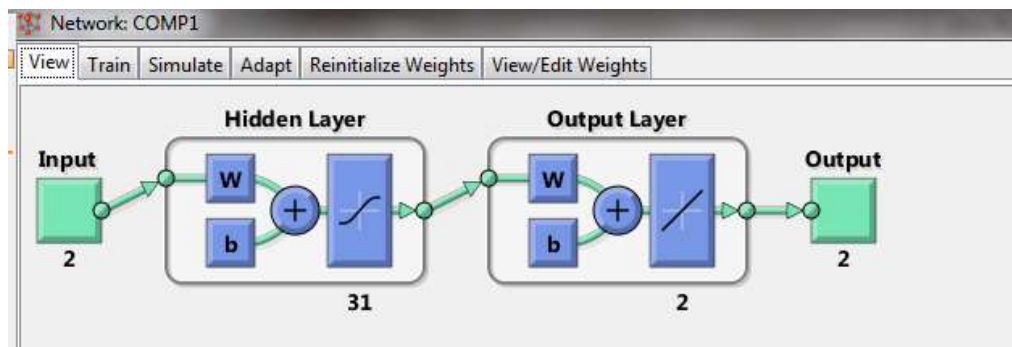 Network: COMP1
View Train Simulate Adapt Reinitialize Weights View/Edit Weights
Hidden Layer Output Layer
Input Output
W W
+ +
b b
2 2
31 2